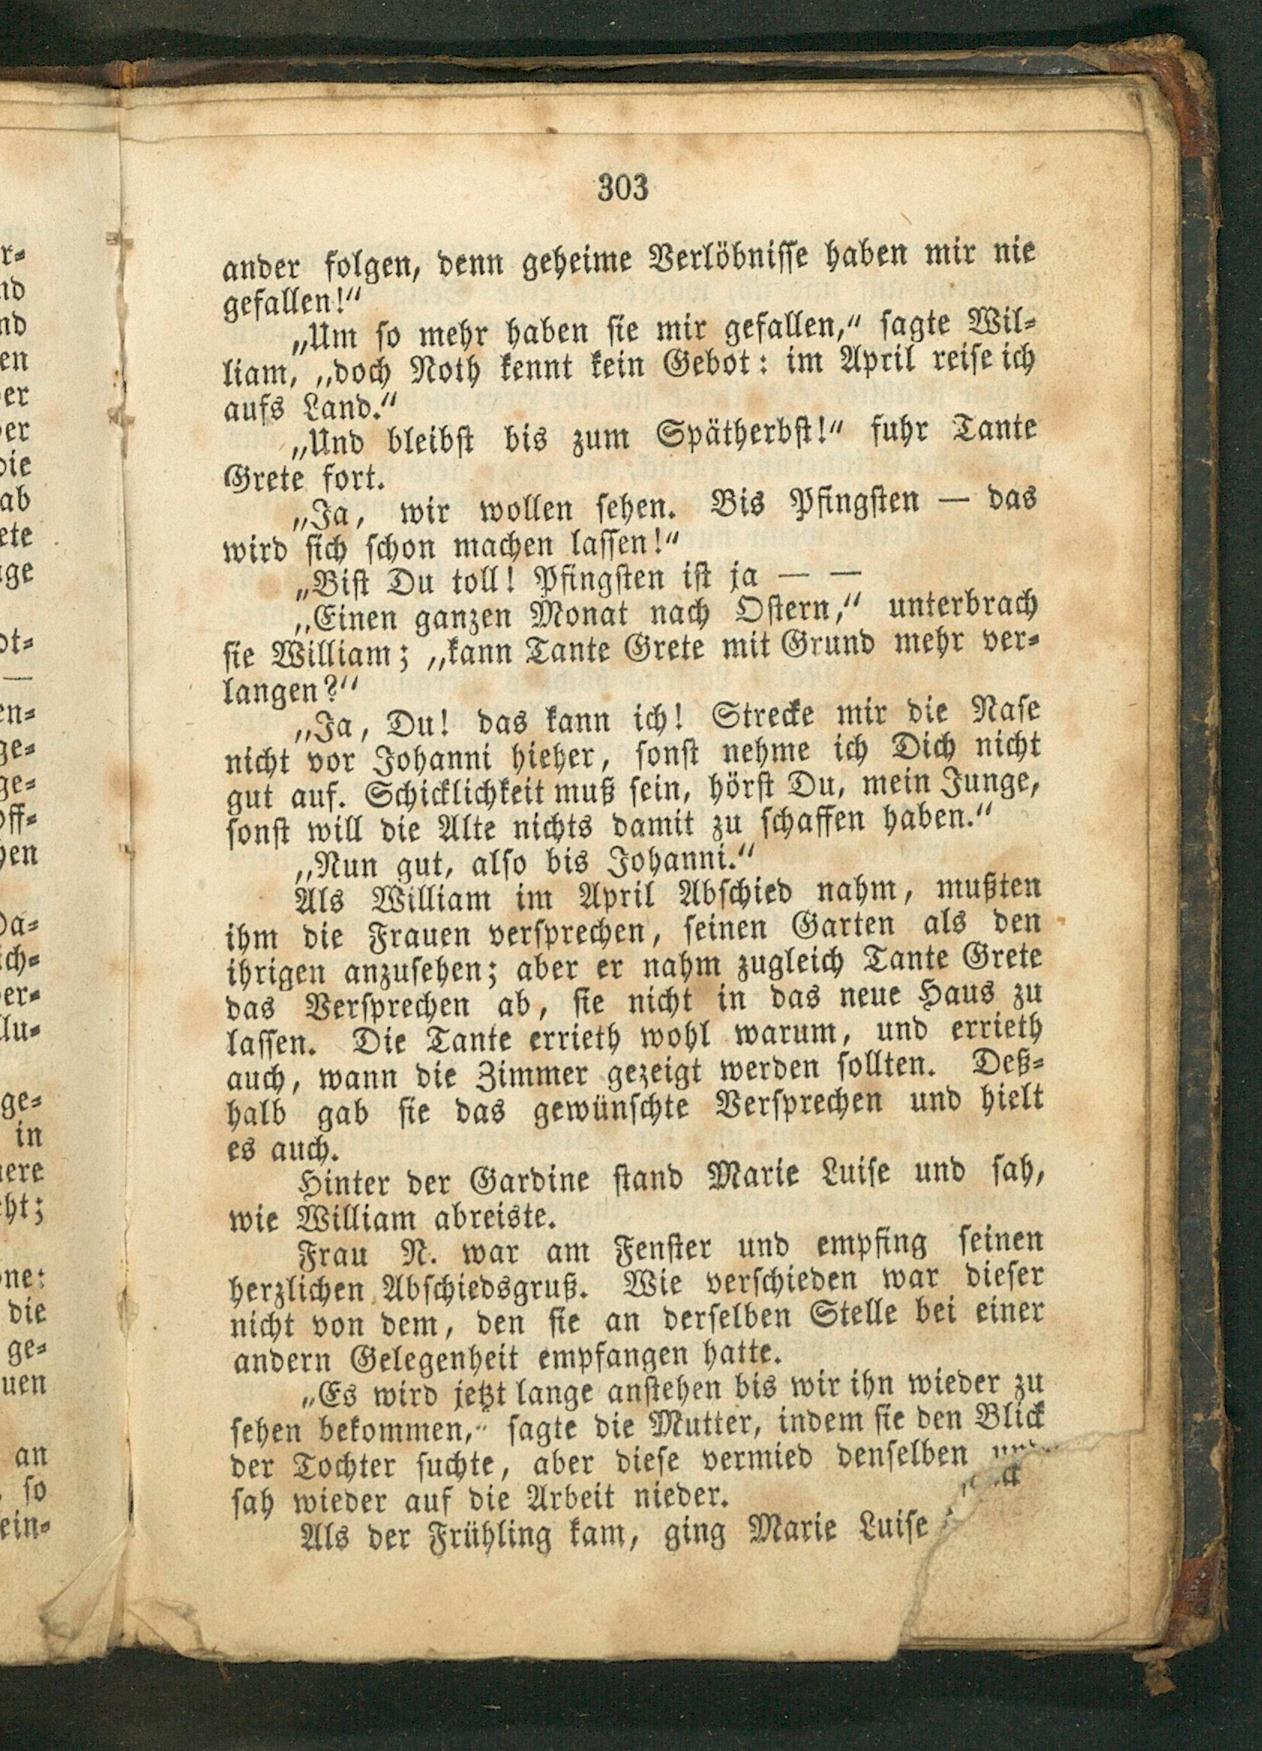 303
ander folgen, denn geheime Verlöbnisse haben mir nie
gefallen!“
„Um so mehr haben sie mir gefallen,“ sagte Wil-
liam, „doch Noth kennt kein Gebot: im April reise ich
aufs Land.“
„Und bleibst bis zum Spätherbst!“ fuhr Tante
Grete fort.
„Ja, wir wollen sehen. Bis Pfingsten — das
wird sich schon machen lassen!“
„Bist Du toll! Pfingsten ist ja — —
„Einen ganzen Monat nach Ostern,“ unterbrach
sie William; „kann Tante Grete mit Grund mehr ver-
langen?“
„Ja, Du! das kann ich! Strecke mir die Nase
nicht vor Johanni hieher, sonst nehme ich Dich nicht
gut auf. Schicklichkeit muß sein, hörst Du, mein Junge,
sonst will die Alte nichts damit zu schaffen haben.“
„Nun gut, also bis Johanni.“
Als William im April Abschied nahm, mußten
ihm die Frauen versprechen, seinen Garten als den
ihrigen anzusehen; aber er nahm zugleich Tante Grete
das Versprechen ab, sie nicht in das neue Haus zu
lassen. Die Tante errieth wohl warum, und errieth
auch, wann die Zimmer gezeigt werden sollten. Deß-
halb gab sie das gewünschte Versprechen und hielt
es auch.
Hinter der Gardine stand Marie Luise und sah,
wie William abreiste.
Frau N. war am Fenster und empfing seinen
herzlichen Abschiedsgruß. Wie verschieden war dieser
nicht von dem, den sie an derselben Stelle bei einer
andern Gelegenheit empfangen hatte.
„Es wird jetzt lange anstehen bis wir ihn wieder zu
sehen bekommen,“ sagte die Mutter, indem sie den Blick
der Tochter suchte, aber diese vermied denselben und
sah wieder auf die Arbeit nieder.
Als der Frühling kam, ging Marie Luise